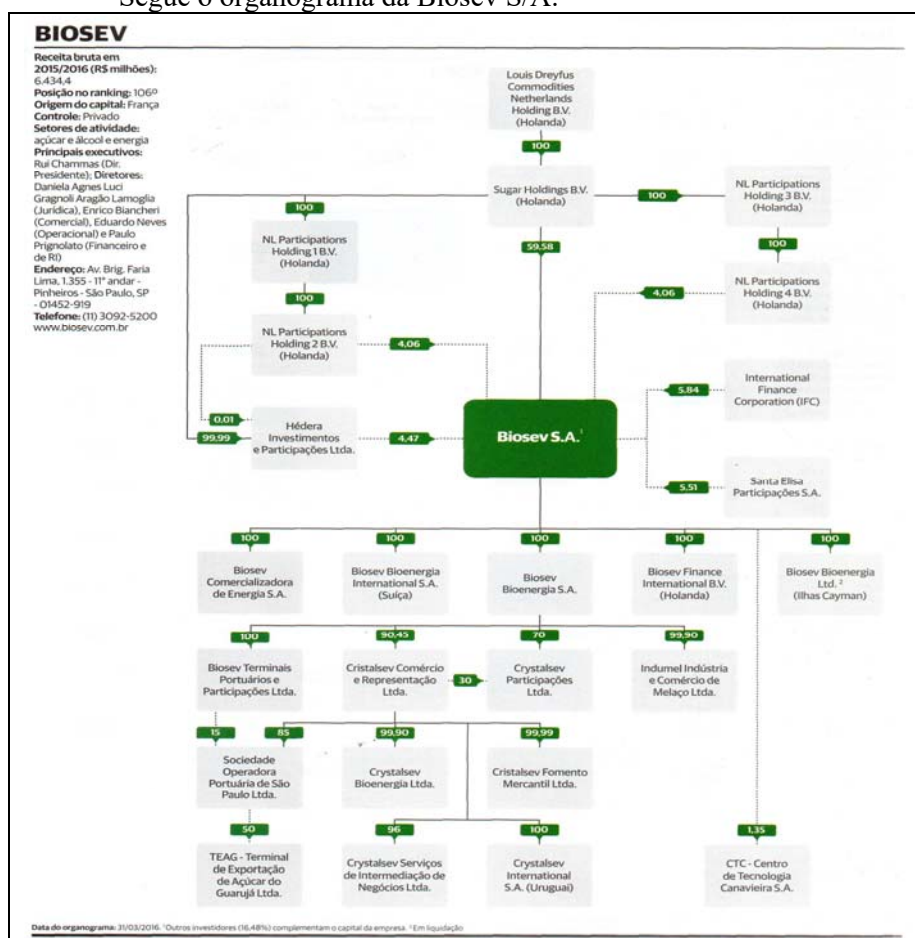 Segue o organograma da Biosev S/A.
BIOSEV
Receita bruta em
2015/2016 (R$ milhões):
6.434,4
Posição no ranking: 106º
Origem do capital: França
Controle: Privado
Setores de atividade:
açúcar e álcool e energia
Principais executivos:
Rui Chammas (Dir.
Presidente); Diretores:
Daniela Agnes Luci
Gragnoli Aragão Lamoglia
(Jurídica), Enrico Biancheri
(Comercial), Eduardo Neves
(Operacional) e Paulo
Prignolato (Financeiro e
de RI)
Endereço: Av. Brig. Faria
Lima, 1.355 - 11° andar -
Pinheiros - São Paulo, SP
- 01452-919
Telefone: (11) 3092-5200
www.biosev.com.br
Louis Dreyfus
Commodities
Netherlands
Holding B.V.
(Holanda)
100
Sugar Holdings B.V.
(Holanda)
100
NL Participations
Holding 3 B.V.
(Holanda)
100
NL Participations
Holding 1 B.V.
(Holanda)
59,58
100
100
NL Participations
Holding 2 B.V.
(Holanda)
4,06
4,06
NL Participations
Holding 4 B.V.
(Holanda)
0,01
99,99
Hédera
Investimentos
e Participações Ltda.
4,47
Biosev S.A.¹
5,84
International
Finance
Corporation (IFC)
5,51
Santa Elisa
Participações S.A.
100
100
100
100
100
Biosev
Comercializadora
de Energia S.A.
Biosev Bioenergia
International S.A.
(Suíça)
Biosev
Bioenergia S.A.
Biosev Finance
International B.V.
(Holanda)
Biosev Bioenergia
Ltd. ²
(Ilhas Cayman)
100
90,45
70
99,90
Biosev Terminais
Portuários e
Participações Ltda.
Cristalsev Comércio
e Representação
Ltda.
30
Crystalsev
Participações
Ltda.
Indumel Indústria
e Comércio de
Melaço Ltda.
15
85
99,90
99,99
Sociedade
Operadora
Portuária de São
Paulo Ltda.
Crystalsev
Bioenergia Ltda.
Cristalsev Fomento
Mercantil Ltda.
50
96
100
1,35
TEAG - Terminal
de Exportação
de Açúcar do
Guarujá Ltda.
Crystalsev Serviços
de Intermediação de
Negócios Ltda.
Crystalsev
International
S.A. (Uruguai)
CTC - Centro
de Tecnologia
Canavieira S.A.
Data do organograma: 31/03/2016. ¹Outros investidores (16,48%) complementam o capital da empresa. ²Em liquidação